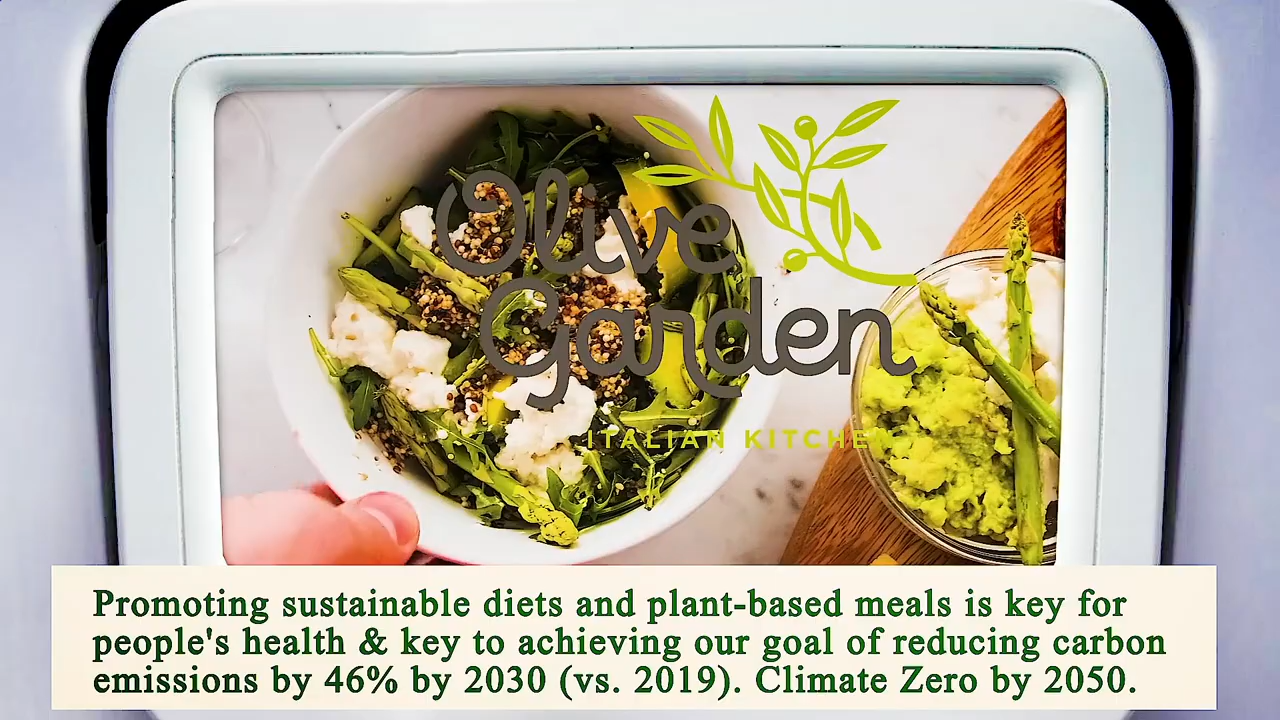 Olive
Garden
ITALIAN KITCHEN
Promoting sustainable diets and plant-based meals is key for
people's health & key to achieving our goal of reducing carbon
emissions by 46% by 2030 (vs. 2019). Climate Zero by 2050.